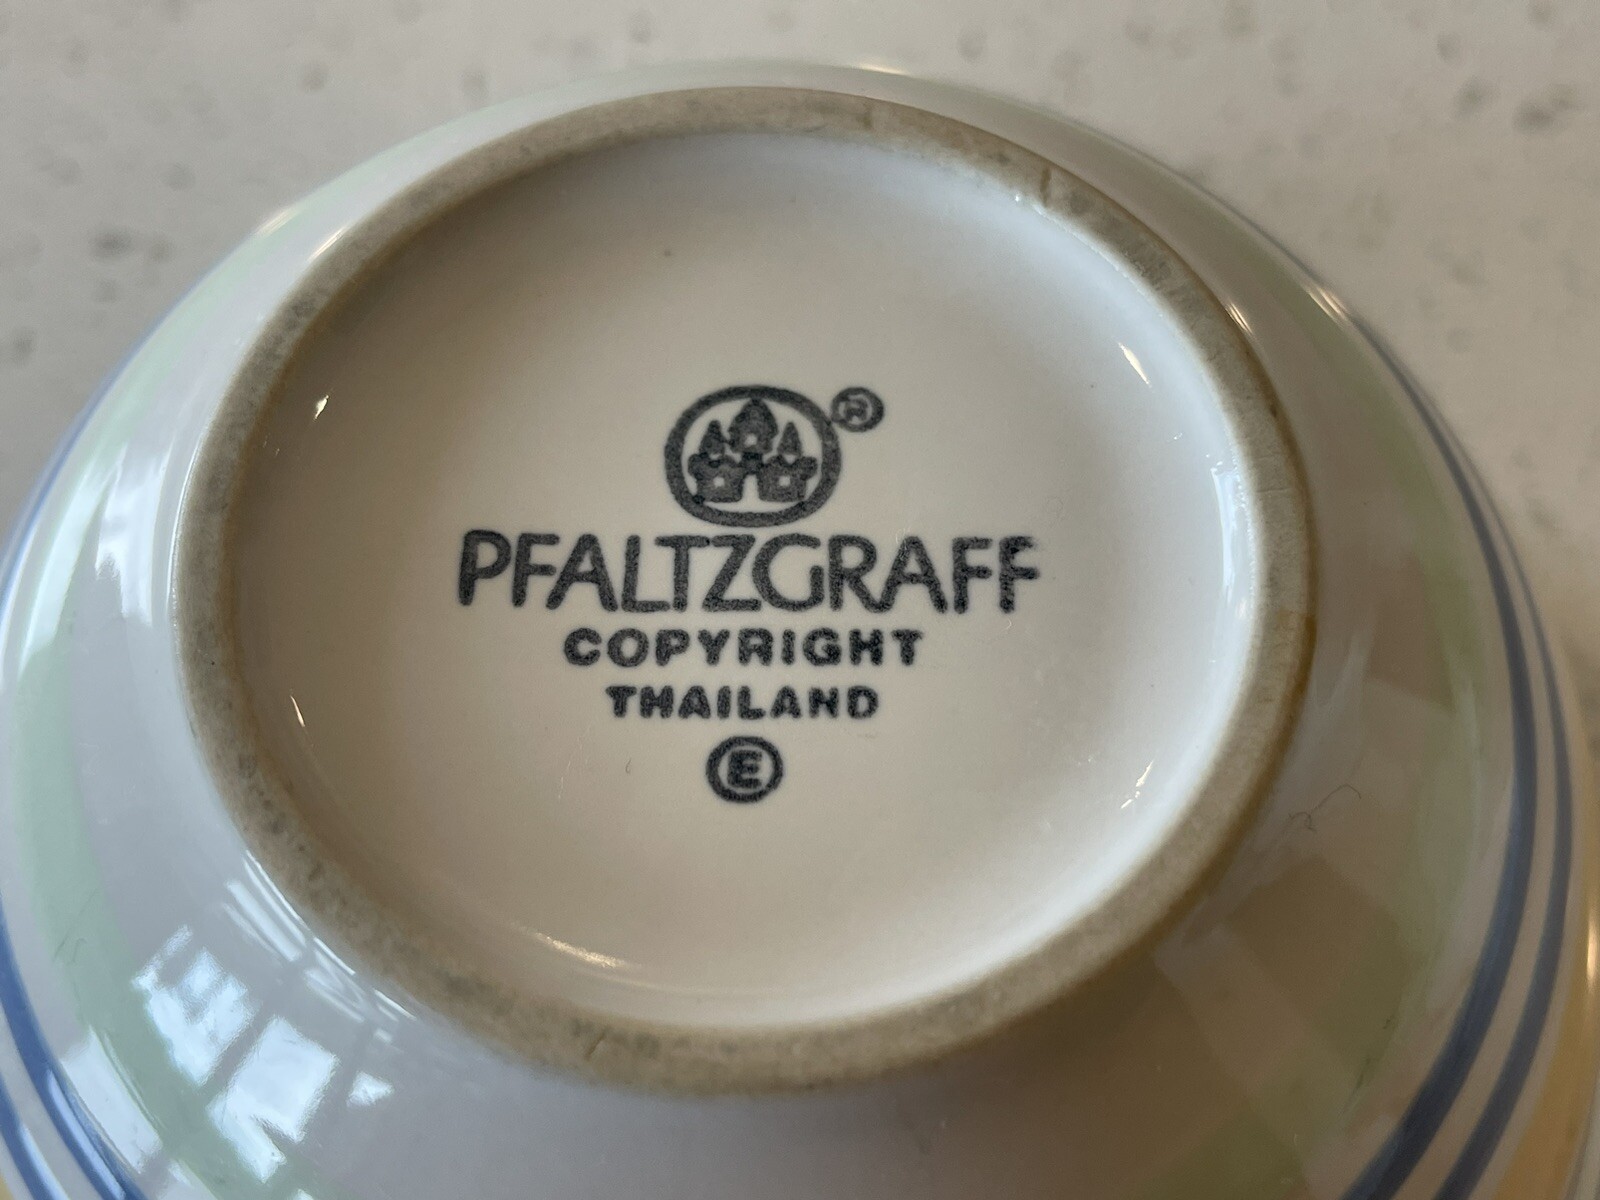 ®
PFALTZGRAFF
COPYRIGHT
THAILAND
Ⓔ